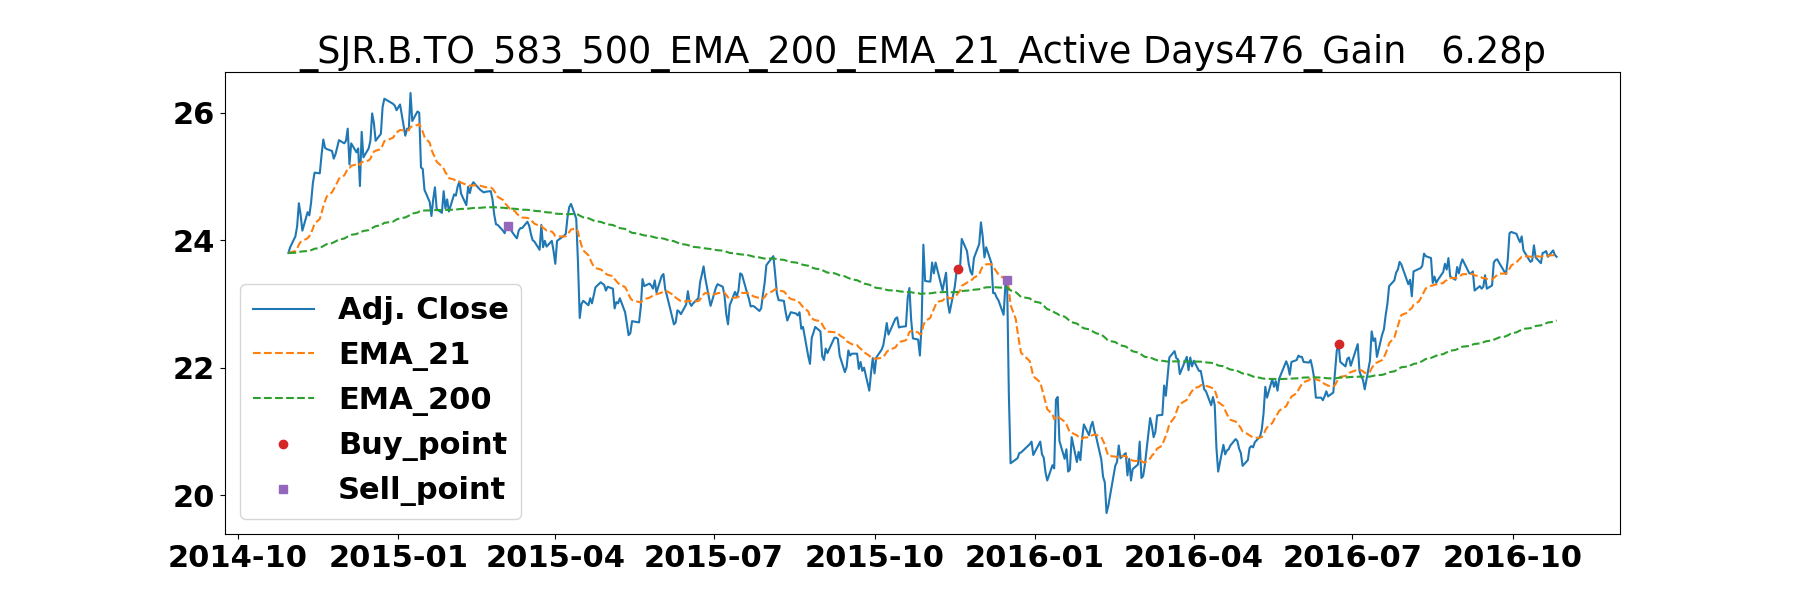 _SJR.B.TO_583_500_EMA_200_EMA_21_Active Days476_Gain   6.28p
26
24
22
20
Adj. Close
EMA_21
EMA_200
Buy_point
Sell_point
2014-10 2015-01 2015-04 2015-07 2015-10 2016-01 2016-04 2016-07 2016-10